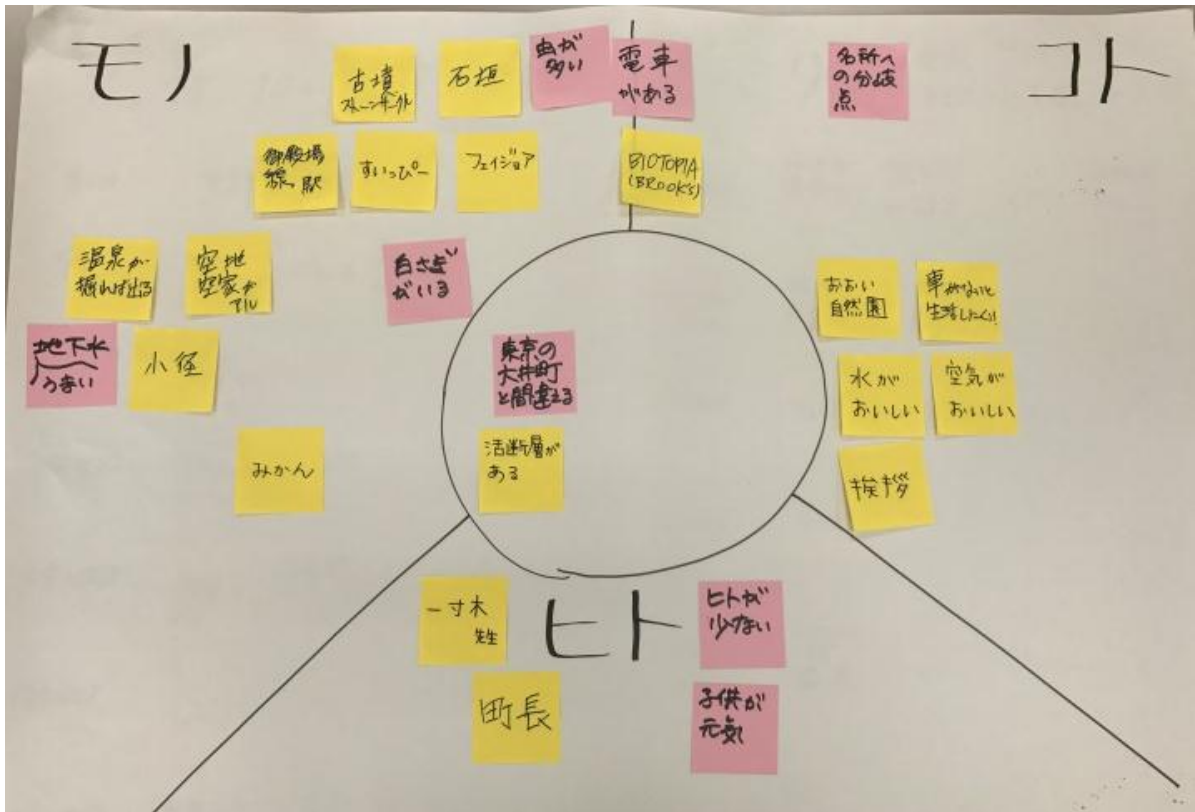 モノ
古墳
ストーンサークル
石垣
虫が
多い
電車
がある
名所へ
の分岐
点
コト
御殿場
線 駅
すいっぴー
フェイジョア
BIOTOPIA
(BROOKS)
温泉が
掘れば出る
空地
空家が
アル
白さぎ
がいる
地下水
うまい
小径
みかん
東京の
大井町
と間違える
活断層が
ある
おおい
自然園
車がないと
生活しにくい
水が
おいしい
空気が
おいしい
挨拶
ヒト
一寸木
先生
町長
ヒトが
少ない
子供が
元気